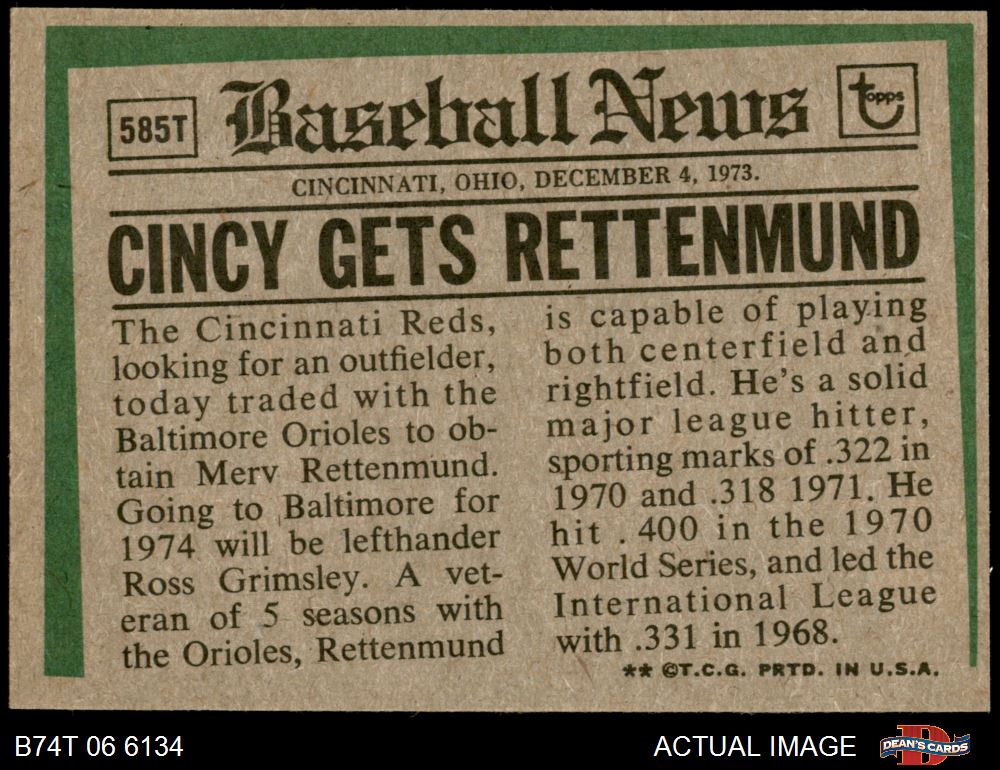 585T
Baseball News
topps
CINCINNATI, OHIO, DECEMBER 4, 1973.
CINCY GETS RETTENMUND
The Cincinnati Reds,
looking for an outfielder,
today traded with the
Baltimore Orioles to ob-
tain Merv Rettenmund.
Going to Baltimore for
1974 will be lefthander
Ross Grimsley. A vet-
eran of 5 seasons with
the Orioles, Rettenmund
is capable of playing
both centerfield and
rightfield. He's a solid
major league hitter,
sporting marks of .322 in
1970 and .318 1971. He
hit .400 in the 1970
World Series, and led the
International League
with .331 in 1968.
** ©T.C.G. PRTD. IN U.S.A.
B74T 06 6134
ACTUAL IMAGE
D
DEAN'S CARDS